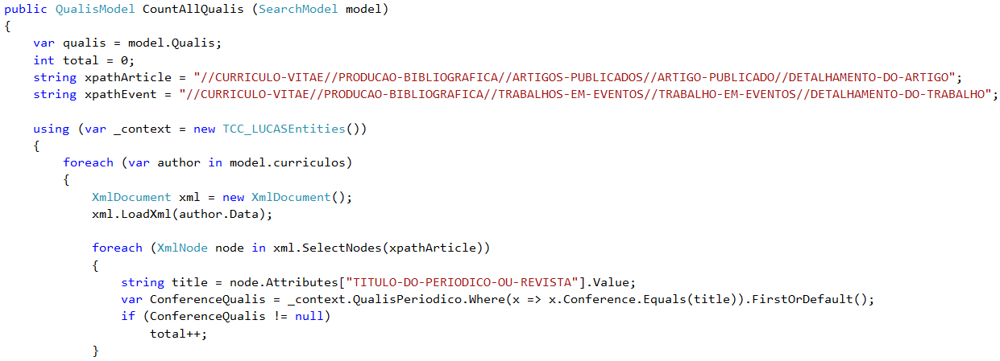 public QualisModel CountAllQualis (SearchModel model)
{
var qualis = model.Qualis;
int total = 0;
string xpathArticle = "//CURRICULO-VITAE//PRODUCAO-BIBLIOGRAFICA//ARTIGOS-PUBLICADOS//ARTIGO-PUBLICADO//DETALHAMENTO-DO-ARTIGO";
string xpathEvent = "//CURRICULO-VITAE//PRODUCAO-BIBLIOGRAFICA//TRABALHOS-EM-EVENTOS//TRABALHO-EM-EVENTOS//DETALHAMENTO-DO-TRABALHO";
using (var _context = new TCC_LUCASEntities())
{
foreach (var author in model.curriculos)
{
XmlDocument xml = new XmlDocument();
xml.LoadXml(author.Data);
foreach (XmlNode node in xml.SelectNodes(xpathArticle))
{
string title = node.Attributes["TITULO-DO-PERIODICO-OU-REVISTA"].Value;
var ConferenceQualis = _context.QualisPeriodico.Where(x => x.Conference.Equals(title)).FirstOrDefault();
if (ConferenceQualis != null)
total++;
}